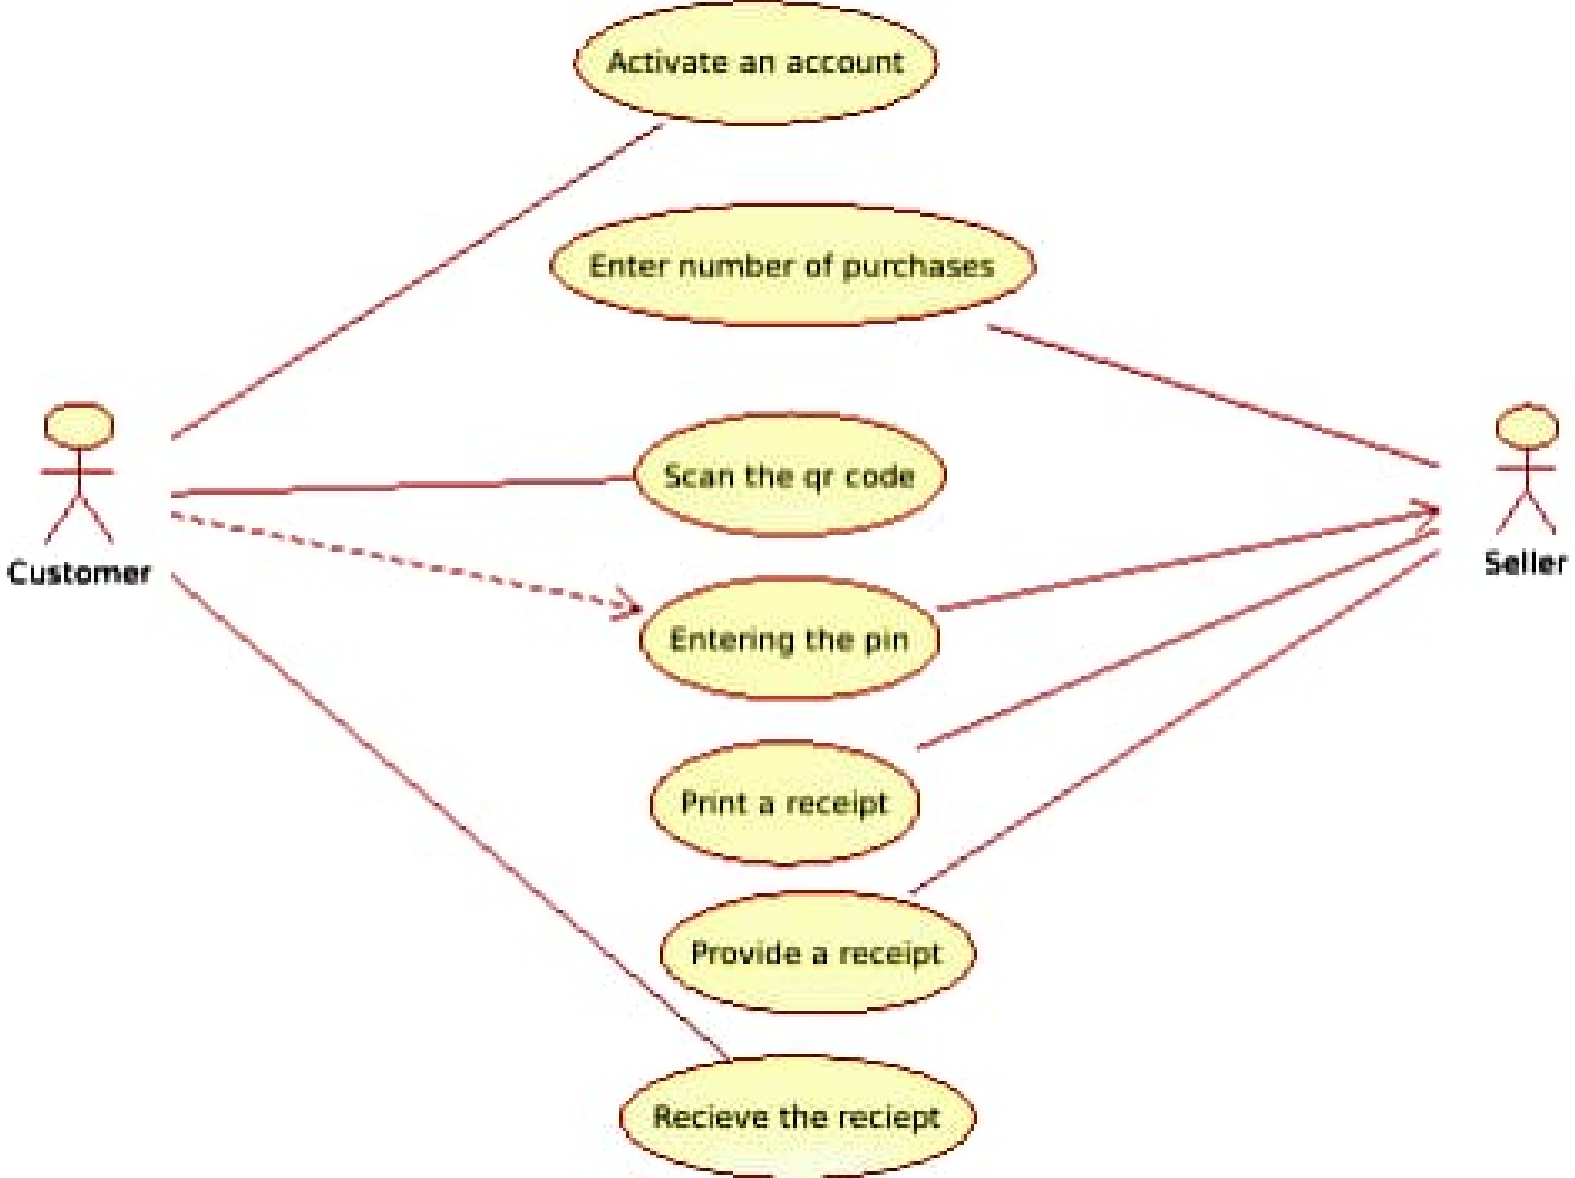 Activate an account
Enter number of purchases
Scan the qr code
Customer
Seller
Entering the pin
Print a receipt
Provide a receipt
Recieve the reciept